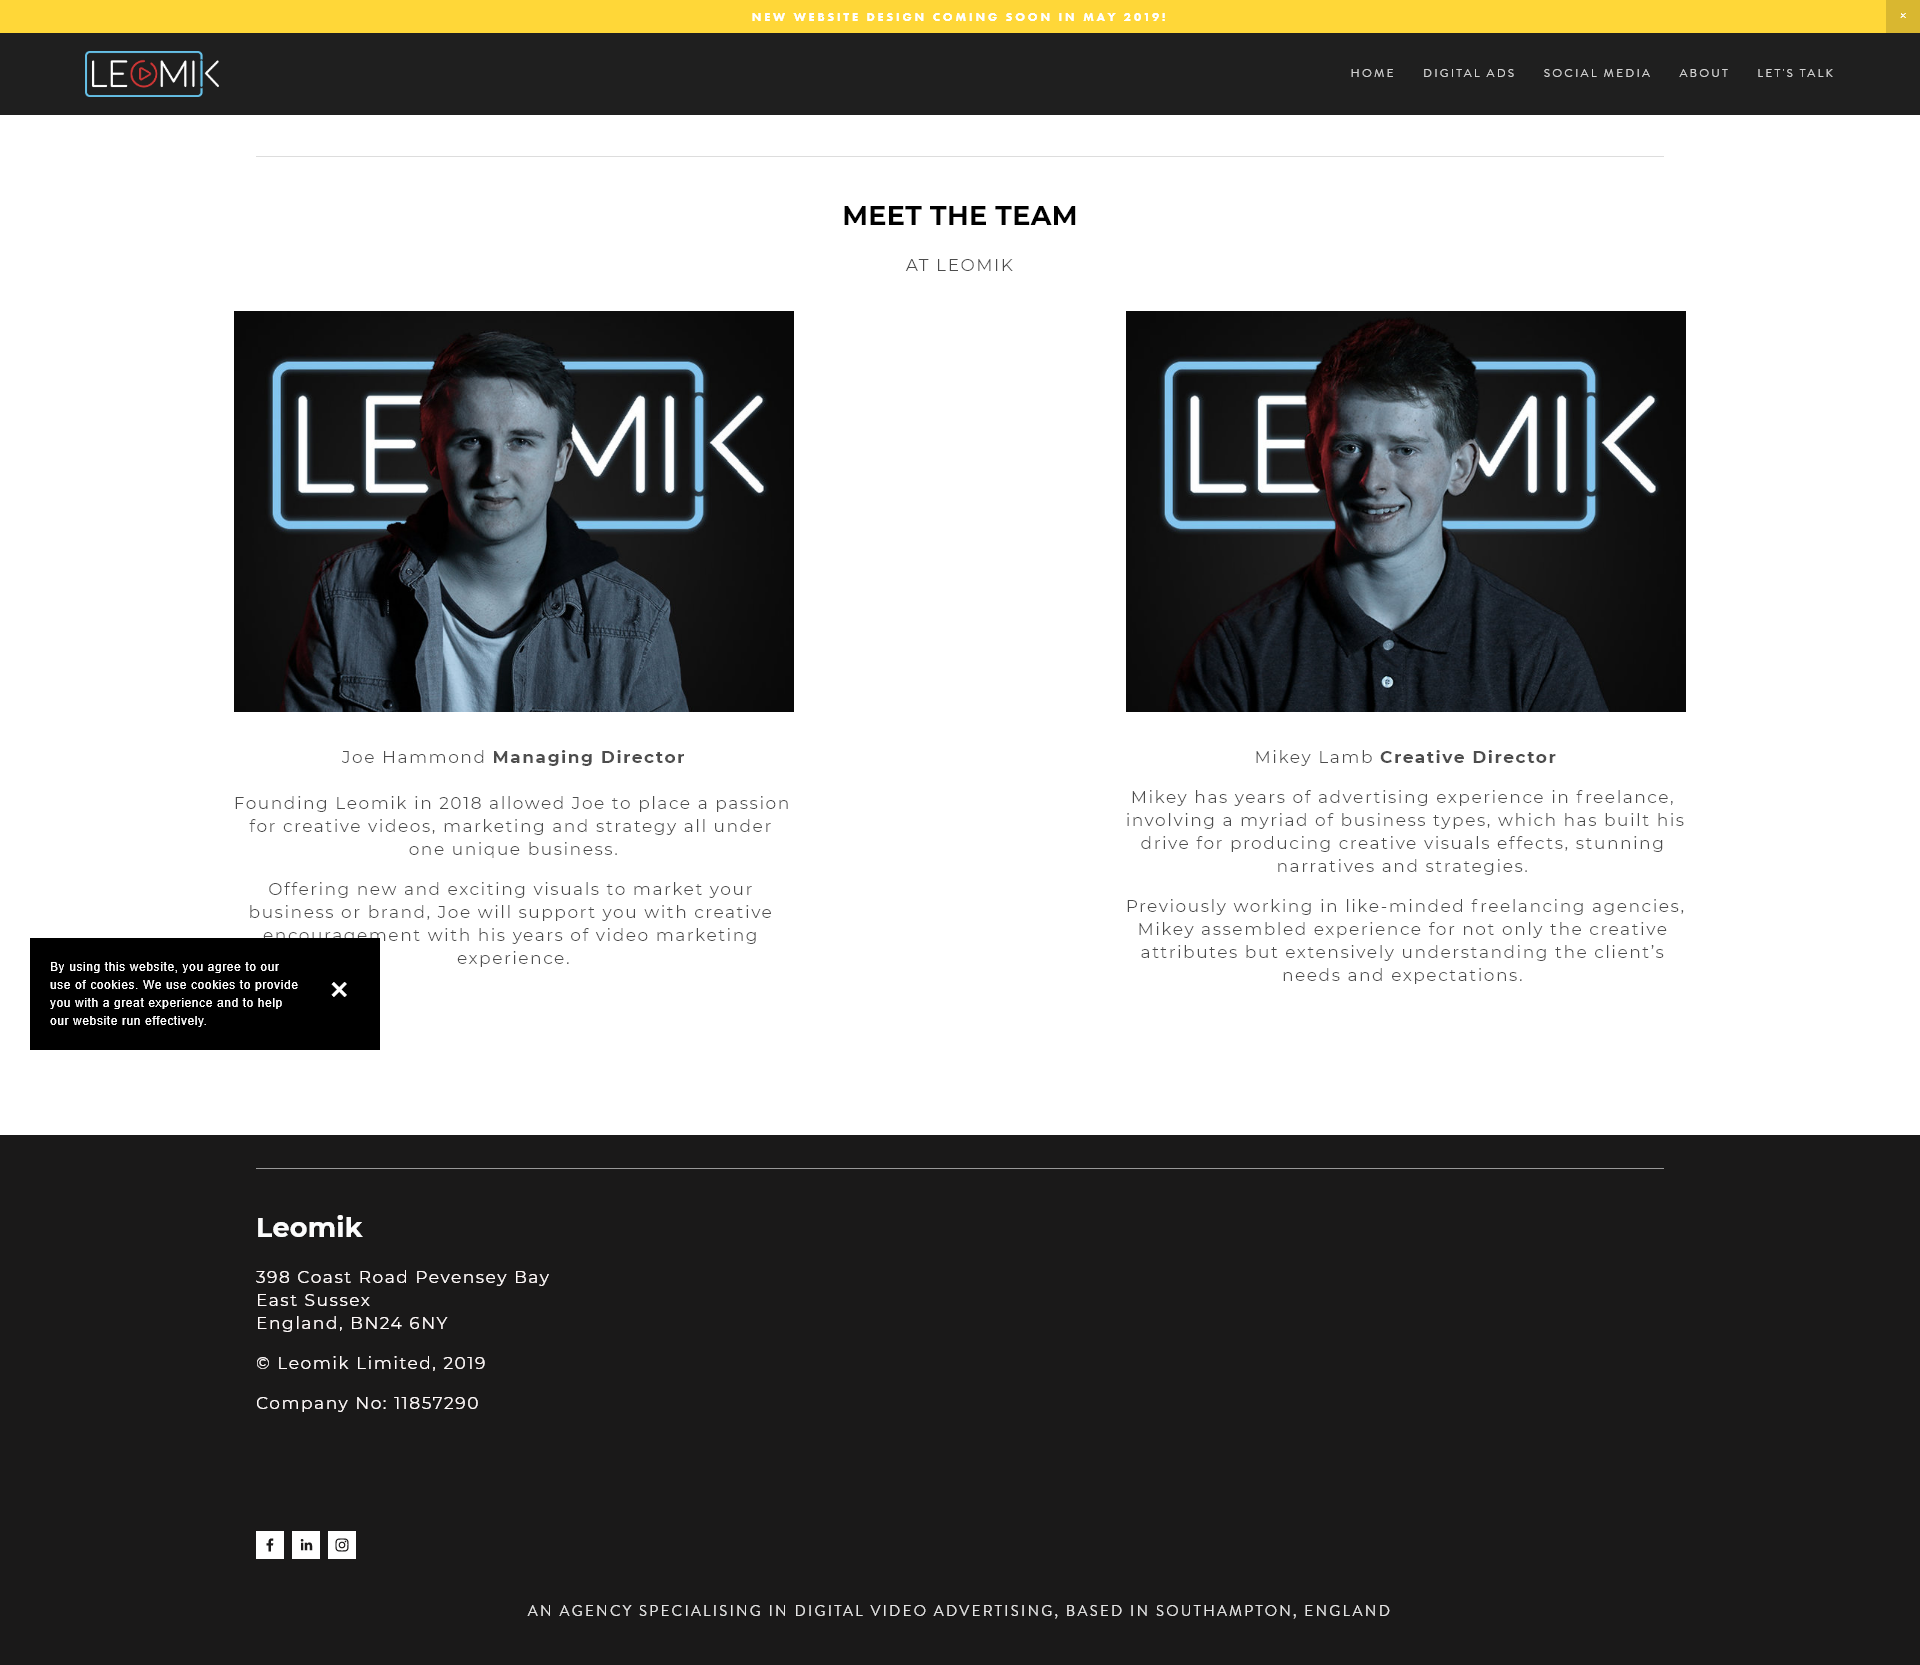 NEW WEBSITE DESIGN COMING SOON IN MAY 2019!
×
LEOMIK
HOME
DIGITAL ADS
SOCIAL MEDIA
ABOUT
LET'S TALK
MEET THE TEAM
AT LEOMIK
LE MIK
LE MIK
Joe Hammond Managing Director
Founding Leomik in 2018 allowed Joe to place a passion
for creative videos, marketing and strategy all under
one unique business.
Offering new and exciting visuals to market your
business or brand, Joe will support you with creative
encouragement with his years of video marketing
experience.
Mikey Lamb Creative Director
Mikey has years of advertising experience in freelance,
involving a myriad of business types, which has built his
drive for producing creative visuals effects, stunning
narratives and strategies.
Previously working in like-minded freelancing agencies,
Mikey assembled experience for not only the creative
attributes but extensively understanding the client’s
needs and expectations.
By using this website, you agree to our
use of cookies. We use cookies to provide
you with a great experience and to help
our website run effectively.
Leomik
398 Coast Road Pevensey Bay
East Sussex
England, BN24 6NY
© Leomik Limited, 2019
Company No: 11857290
AN AGENCY SPECIALISING IN DIGITAL VIDEO ADVERTISING, BASED IN SOUTHAMPTON, ENGLAND